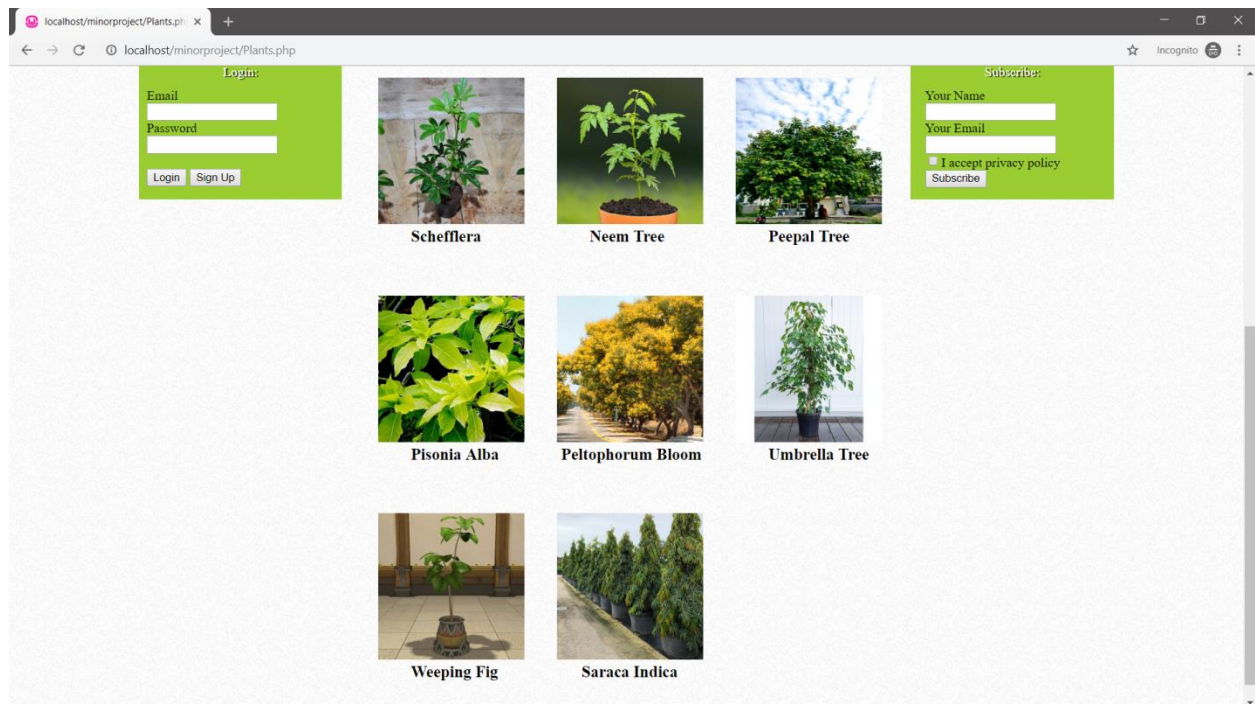 localhost/minorproject/Plants.ph
localhost/minorproject/Plants.php
Incognito
Login:
Email
Password
Login Sign Up
Schefflera
Neem Tree
Peepal Tree
Subscribe:
Your Name
Your Email
I accept privacy policy
Subscribe
Pisonia Alba
Peltophorum Bloom
Umbrella Tree
Weeping Fig
Saraca Indica